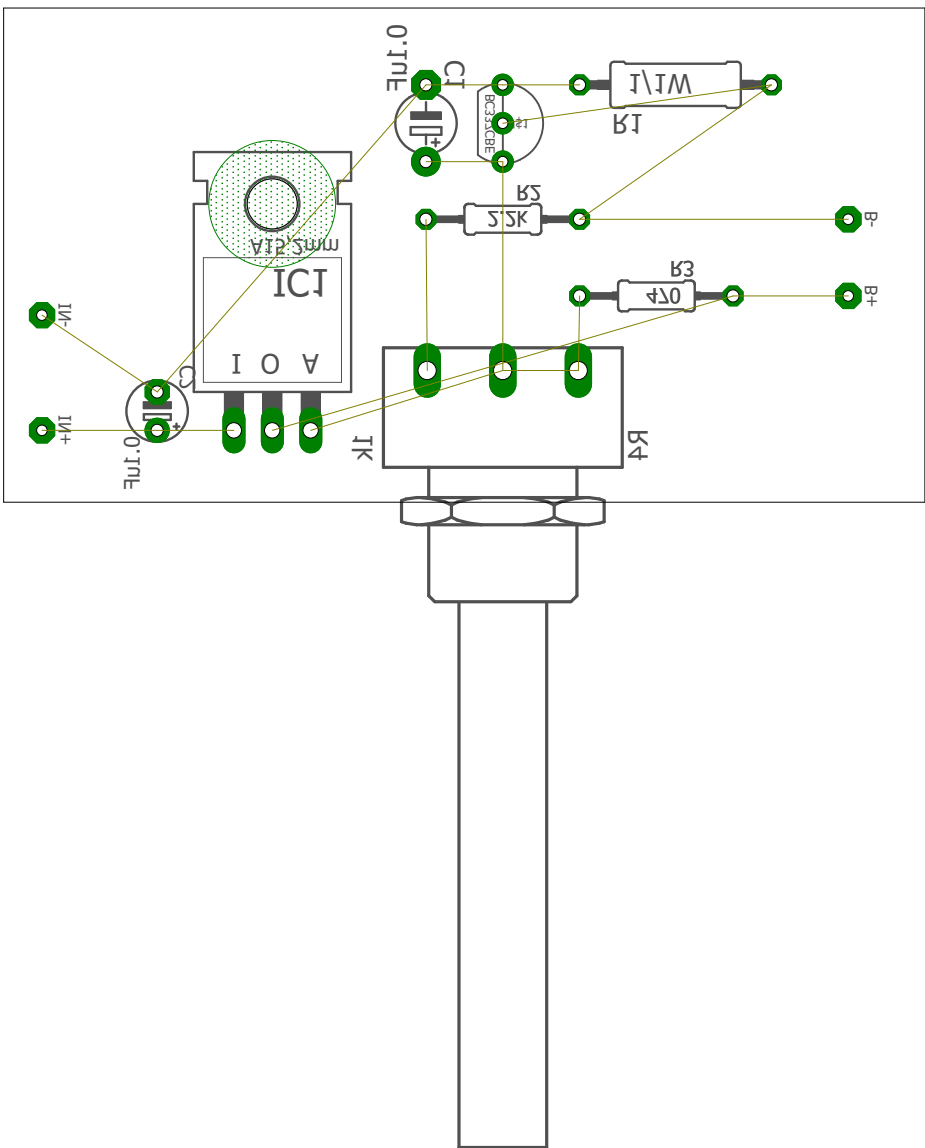 0.1uF
C1
1/1W
R1
BC337CBE
R2
2,2k
B-
A15,2mm
IC1
R3
470
B+
IN-
I O A
C3
IN+
0.1uF
1k
R4